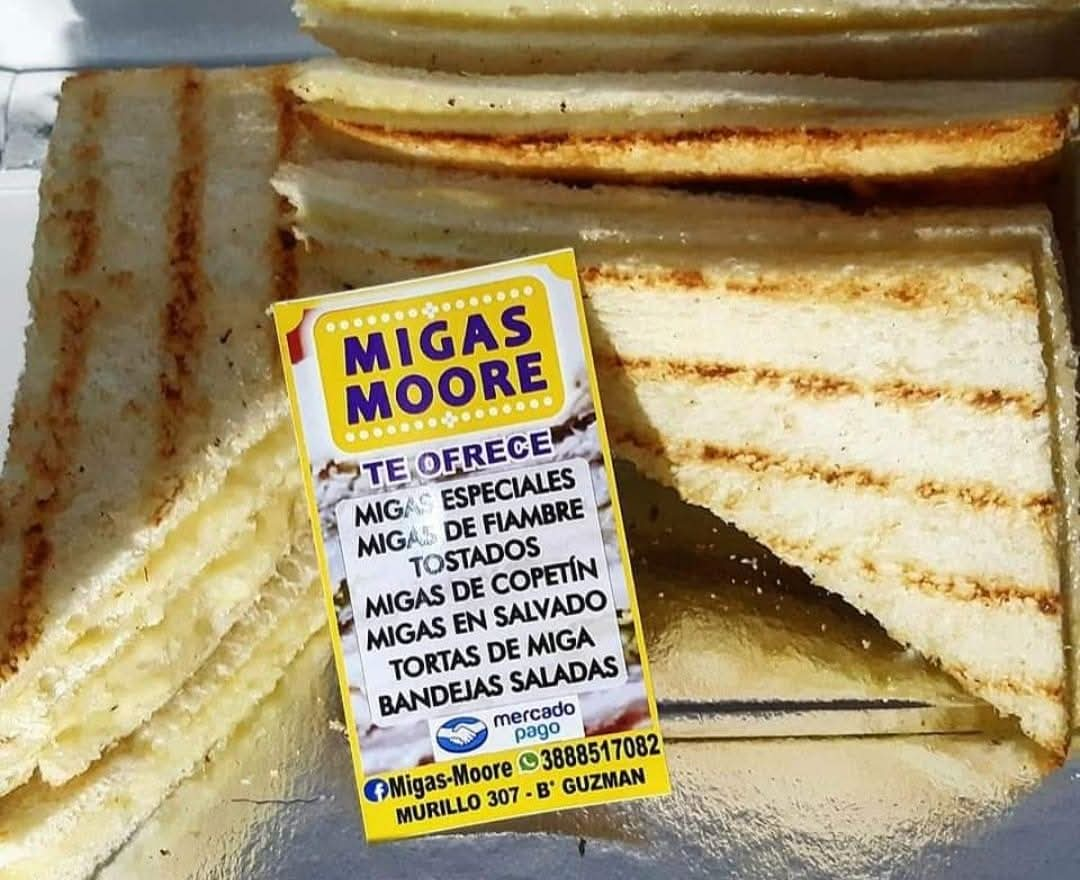 MIGAS
MOORE
TE OFRECE
MIGAS ESPECIALES
MIGAS DE FIAMBRE
TOSTADOS
MIGAS DE COPETÍN
MIGAS EN SALVADO
TORTAS DE MIGA
BANDEJAS SALADAS
mercado
pago
Migas-Moore 3888517082
MURILLO 307 - B° GUZMAN